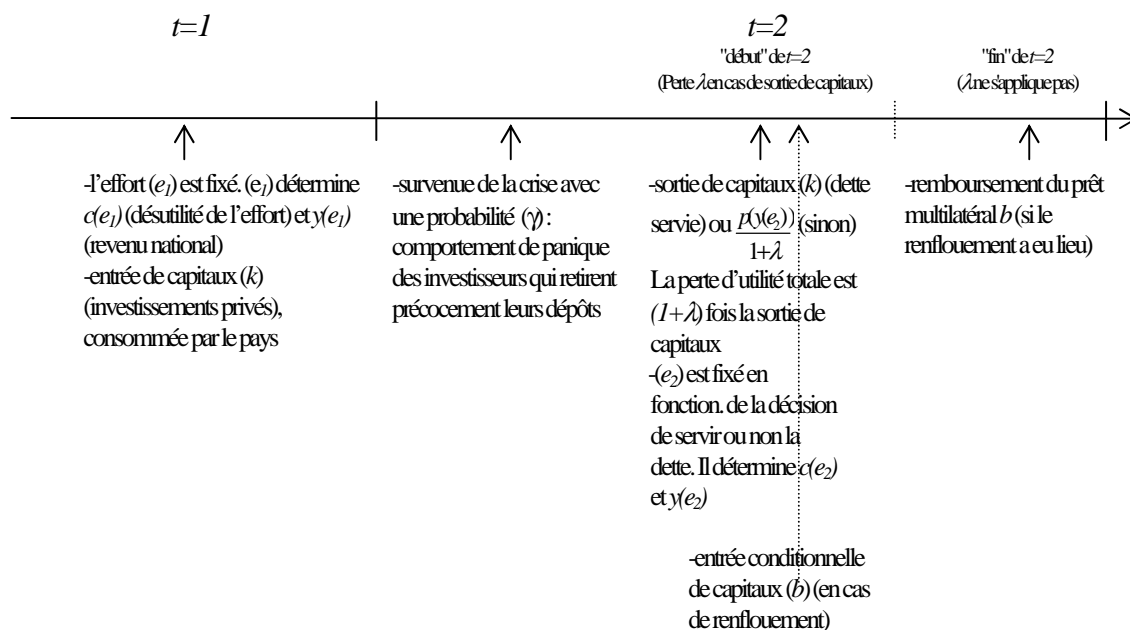 t=1
t=2
"début" de t=2
(Perte λ en cas de sortie de capitaux)
"fin" de t=2
(λ ne s'applique pas)
-l'effort (e₁) est fixé. (e₁) détermine
c(e₁) (désutilité de l'effort) et y(e₁)
(revenu national)
-entrée de capitaux (k)
(investissements privés),
consommée par le pays
-survenue de la crise avec
une probabilité (γ) :
comportement de panique
des investisseurs qui retirent
précocement leurs dépôts
-sortie de capitaux (k) (dette
servie) ou p(y(e₂))/1+λ (sinon)
La perte d'utilité totale est
(1+λ) fois la sortie de
capitaux
-(e₂) est fixé en
fonction. de la décision
de servir ou non la
dette. Il détermine c(e₂)
et y(e₂)
-entrée conditionnelle
de capitaux (b) (en cas
de renflouement)
-remboursement du prêt
multilatéral b (si le
renflouement a eu lieu)